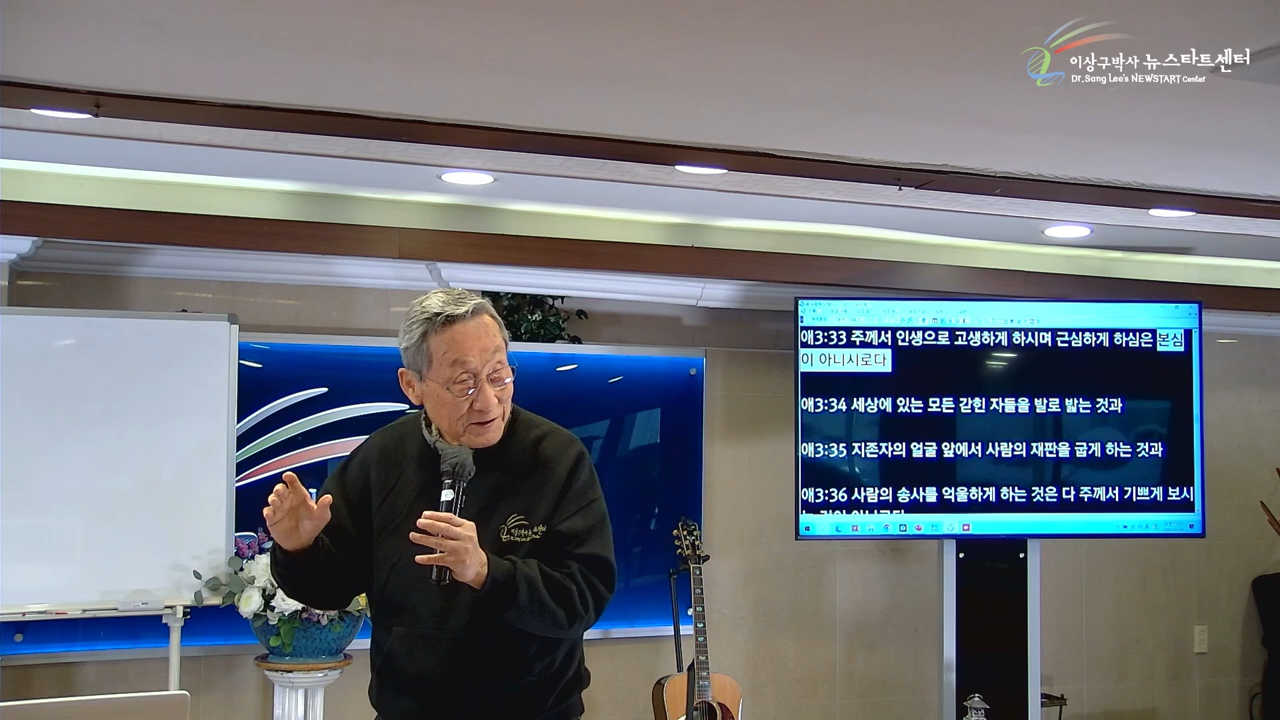 이상구박사 뉴스타트센터
Dr. Sang Lee's NEWSTART Center
애3:33 주께서 인생으로 고생하게 하시며 근심하게 하심은 본심
이 아니시로다
애3:34 세상에 있는 모든 갇힌 자들을 발로 밟는 것과
애3:35 지존자의 얼굴 앞에서 사람의 재판을 굽게 하는 것과
애3:36 사람의 송사를 억울하게 하는 것은 다 주께서 기쁘게 보시